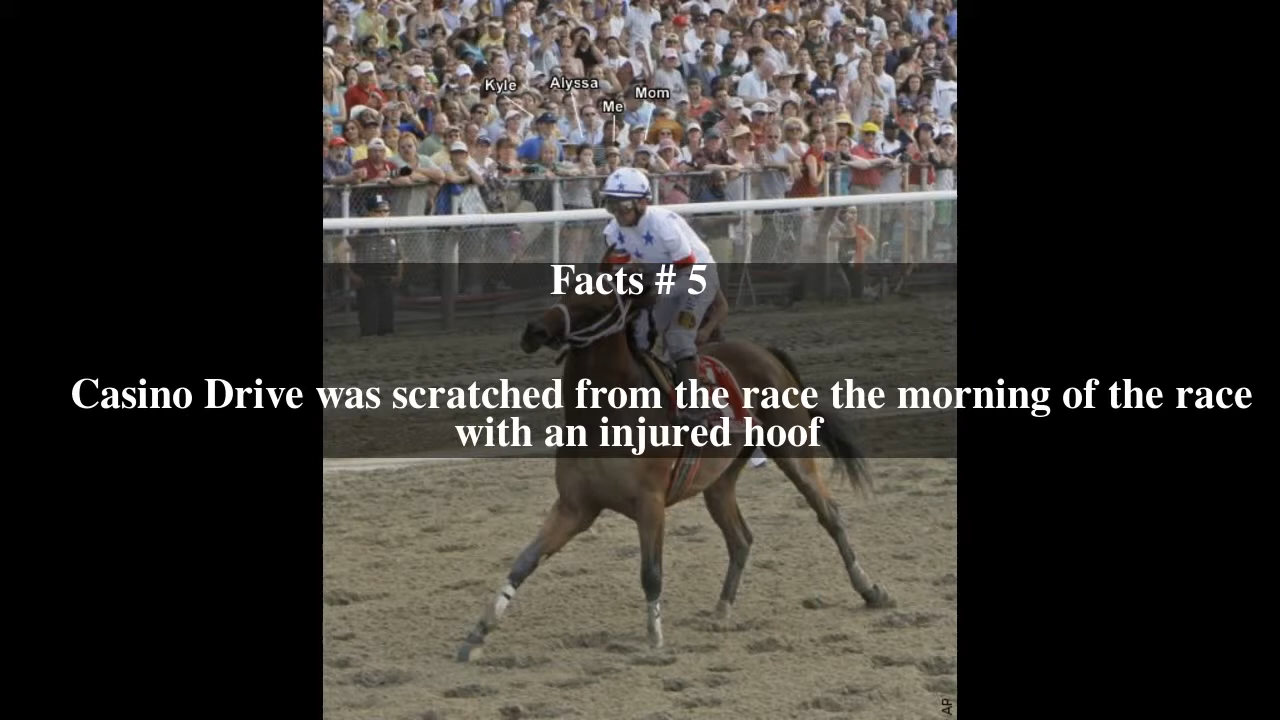 Kyle
Alyssa
Me
Mom
Facts # 5
Casino Drive was scratched from the race the morning of the race
with an injured hoof
AP